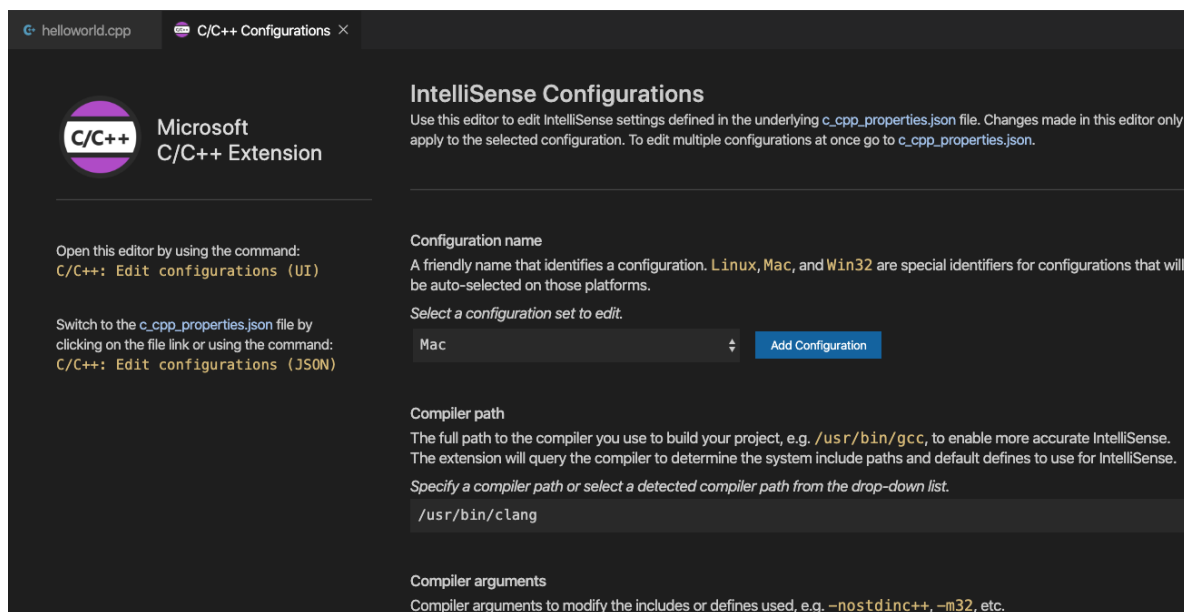 helloworld.cpp
C/C++ Configurations
C/C++
Microsoft
C/C++ Extension
Open this editor by using the command:
C/C++: Edit configurations (UI)
Switch to the c_cpp_properties.json file by
clicking on the file link or using the command:
C/C++: Edit configurations (JSON)
IntelliSense Configurations
Use this editor to edit IntelliSense settings defined in the underlying c_cpp_properties.json file. Changes made in this editor only
apply to the selected configuration. To edit multiple configurations at once go to c_cpp_properties.json.
Configuration name
A friendly name that identifies a configuration. Linux, Mac, and Win32 are special identifiers for configurations that will
be auto-selected on those platforms.
Select a configuration set to edit.
Mac
Add Configuration
Compiler path
The full path to the compiler you use to build your project, e.g. /usr/bin/gcc, to enable more accurate IntelliSense.
The extension will query the compiler to determine the system include paths and default defines to use for IntelliSense.
Specify a compiler path or select a detected compiler path from the drop-down list.
/usr/bin/clang
Compiler arguments
Compiler arguments to modify the includes or defines used, e.g. -nostdinc++, -m32, etc.